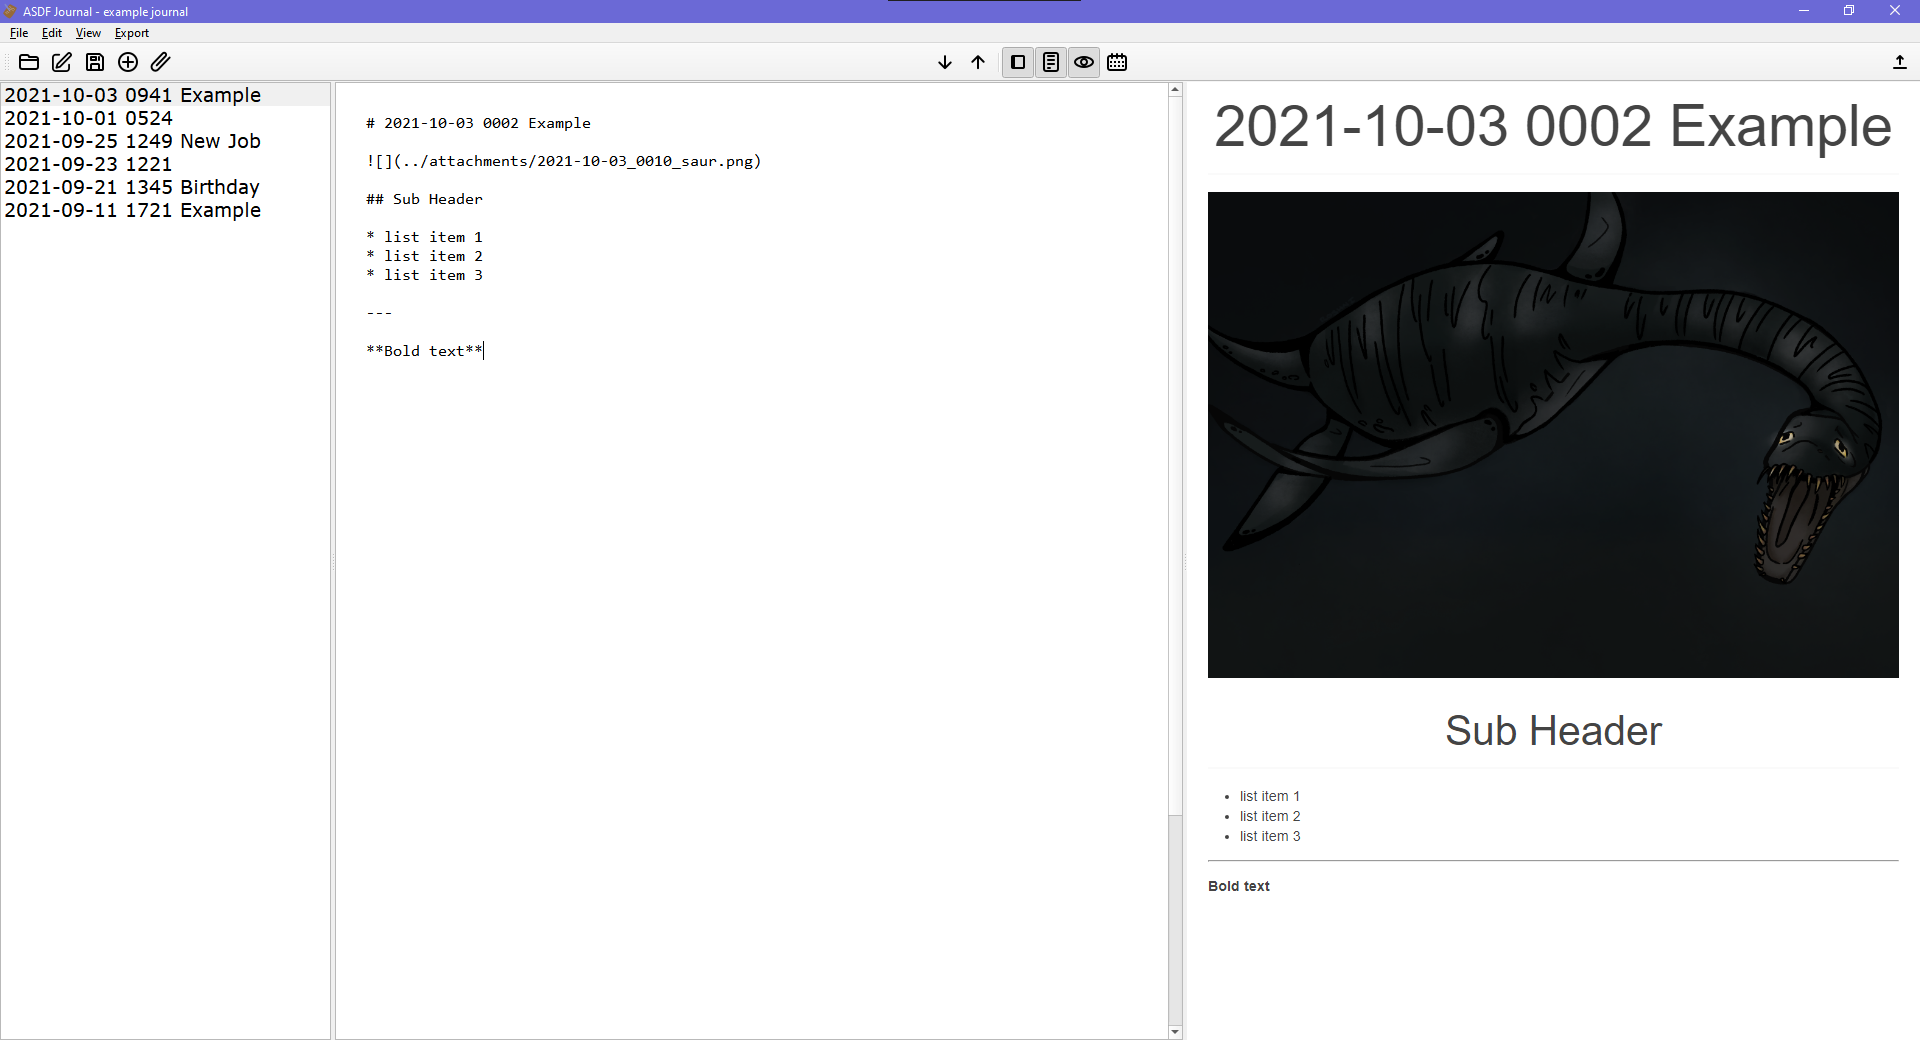 ASDF Journal - example journal
File Edit View Export
2021-10-03 0941 Example
2021-10-01 0524
2021-09-25 1249 New Job
2021-09-23 1221
2021-09-21 1345 Birthday
2021-09-11 1721 Example
# 2021-10-03 0002 Example
![](../attachments/2021-10-03_0010_saur.png)
## Sub Header
* list item 1
* list item 2
* list item 3
---
**Bold text**
2021-10-03 0002 Example
Sub Header
• list item 1
• list item 2
• list item 3
Bold text